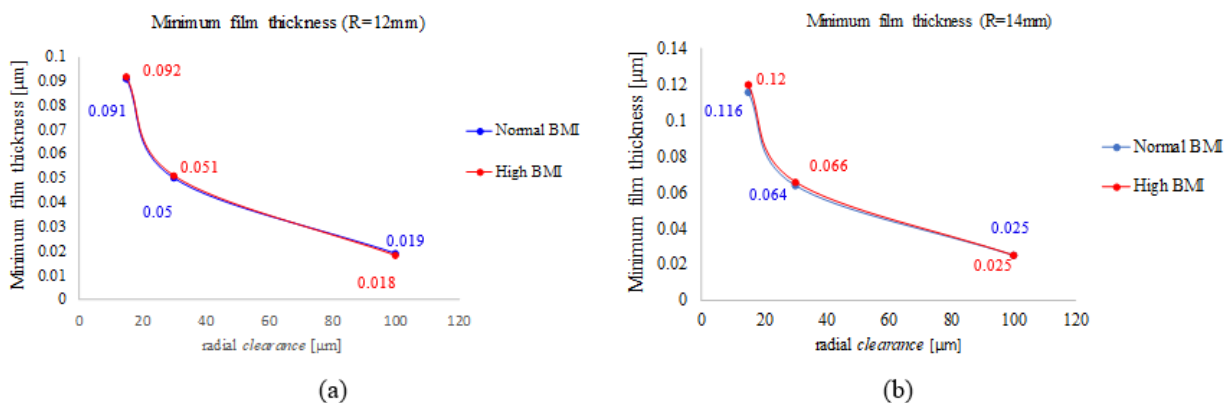 Minimum film thickness (R=12mm)
Minimum film thickness [µm]
0.1
0.09
0.08
0.07
0.06
0.05
0.04
0.03
0.02
0.01
0
0 20 40 60 80 100 120
0.092
0.091
0.051
0.05
0.019
0.018
Normal BMI
High BMI
radial clearance [µm]
(a)
Minimum film thickness (R=14mm)
Minimum film thickness [µm]
0.14
0.12
0.1
0.08
0.06
0.04
0.02
0
0 20 40 60 80 100 120
0.12
0.116
0.066
0.064
0.025
0.025
Normal BMI
High BMI
radial clearance [µm]
(b)